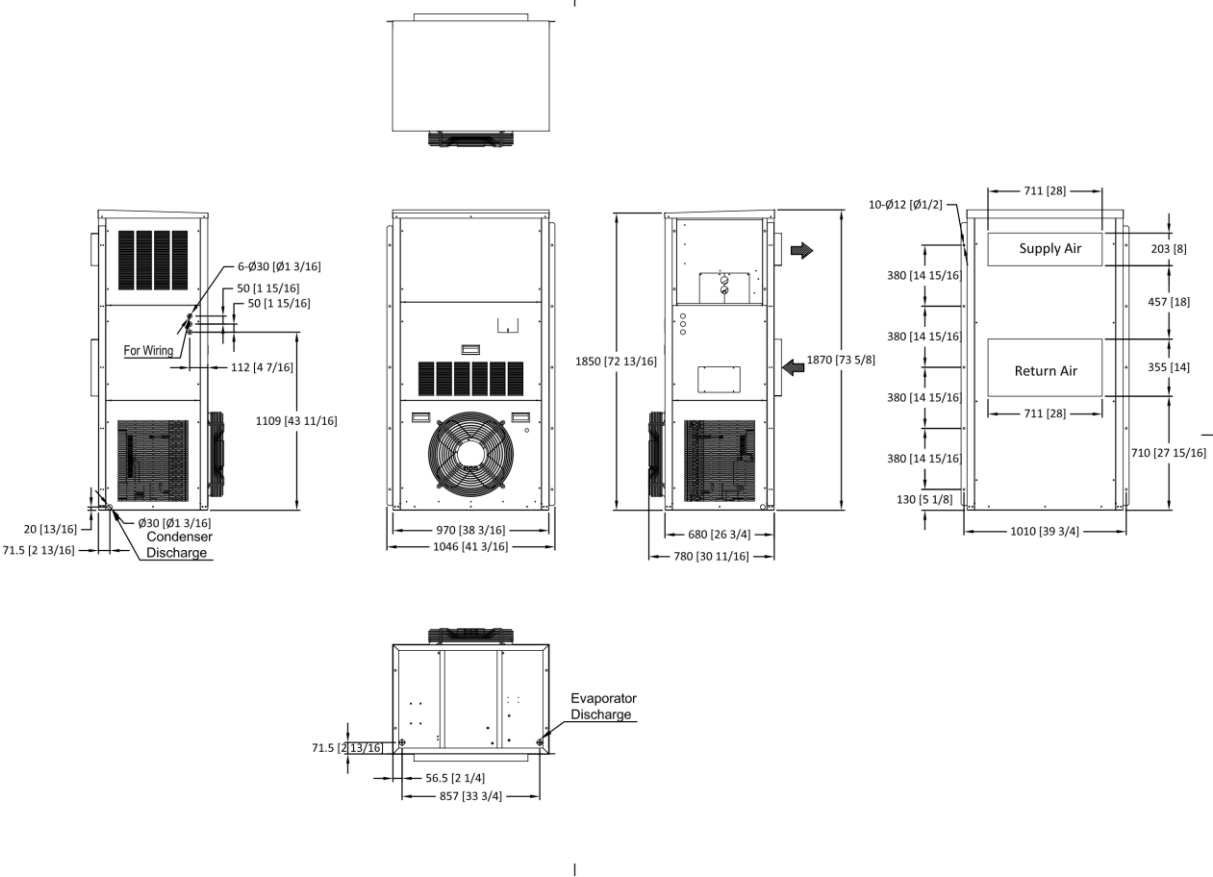 6-Ø30 [Ø1 3/16]
50 [1 15/16]
50 [1 15/16]
For Wiring
112 [4 7/16]
1109 [43 11/16]
20 [13/16]
71.5 [2 13/16]
Ø30 [Ø1 3/16]
Condenser
Discharge
970 [38 3/16]
1046 [41 3/16]
1850 [72 13/16]
1870 [73 5/8]
680 [26 3/4]
780 [30 11/16]
711 [28]
10-Ø12 [Ø1/2]
Supply Air
203 [8]
380 [14 15/16]
457 [18]
380 [14 15/16]
Return Air
355 [14]
380 [14 15/16]
711 [28]
380 [14 15/16]
710 [27 15/16]
130 [5 1/8]
1010 [39 3/4]
Evaporator
Discharge
71.5 [2 13/16]
56.5 [2 1/4]
857 [33 3/4]